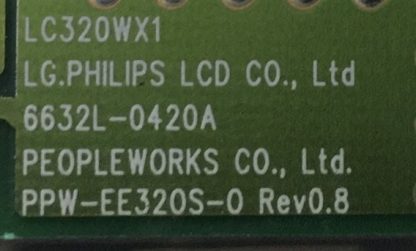 LC320WX1
LG.PHILIPS LCD CO., Ltd
6632L-0420A
PEOPLEWORKS CO., Ltd.
PPW-EE320S-0 Rev0.8